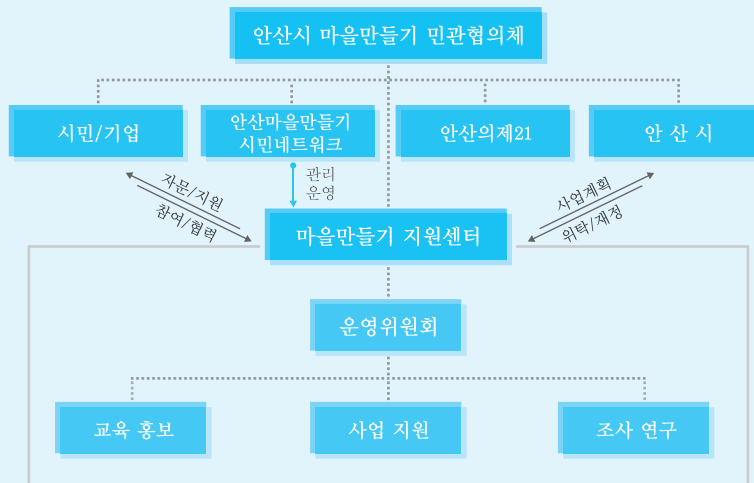 안산시 마을만들기 민관협의체
시민/기업
안산마을만들기
시민네트워크
안산의제21
안 산 시
자문/지원
참여/협력
관리
운영
사업계획
위탁/재정
마을만들기 지원센터
운영위원회
교육 홍보
사업 지원
조사 연구